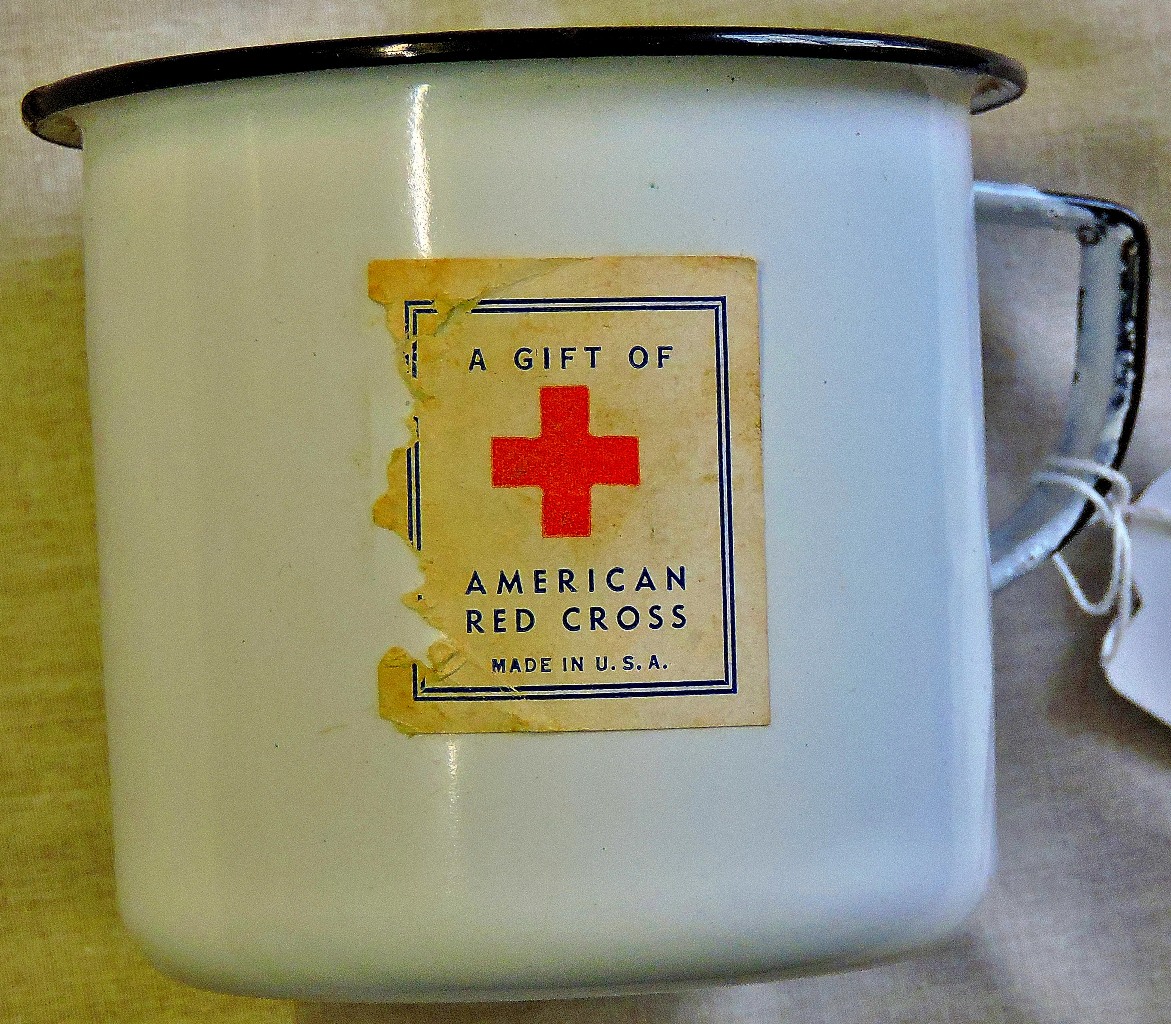 A GIFT OF
AMERICAN
RED CROSS
MADE IN U.S.A.